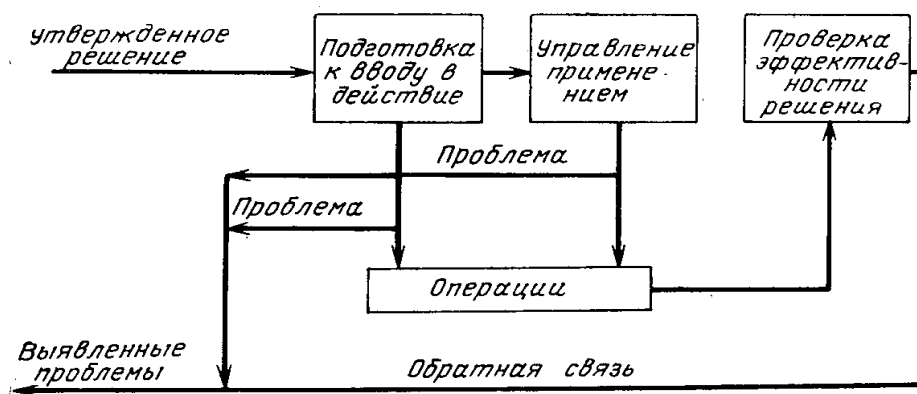 утвержденное
решение
Подготовка
к вводу в
действие
Управление
примене-
нием
Проверка
эффектив-
ности
решения
Проблема
Проблема
Операции
Выявленные
проблемы
Обратная связь